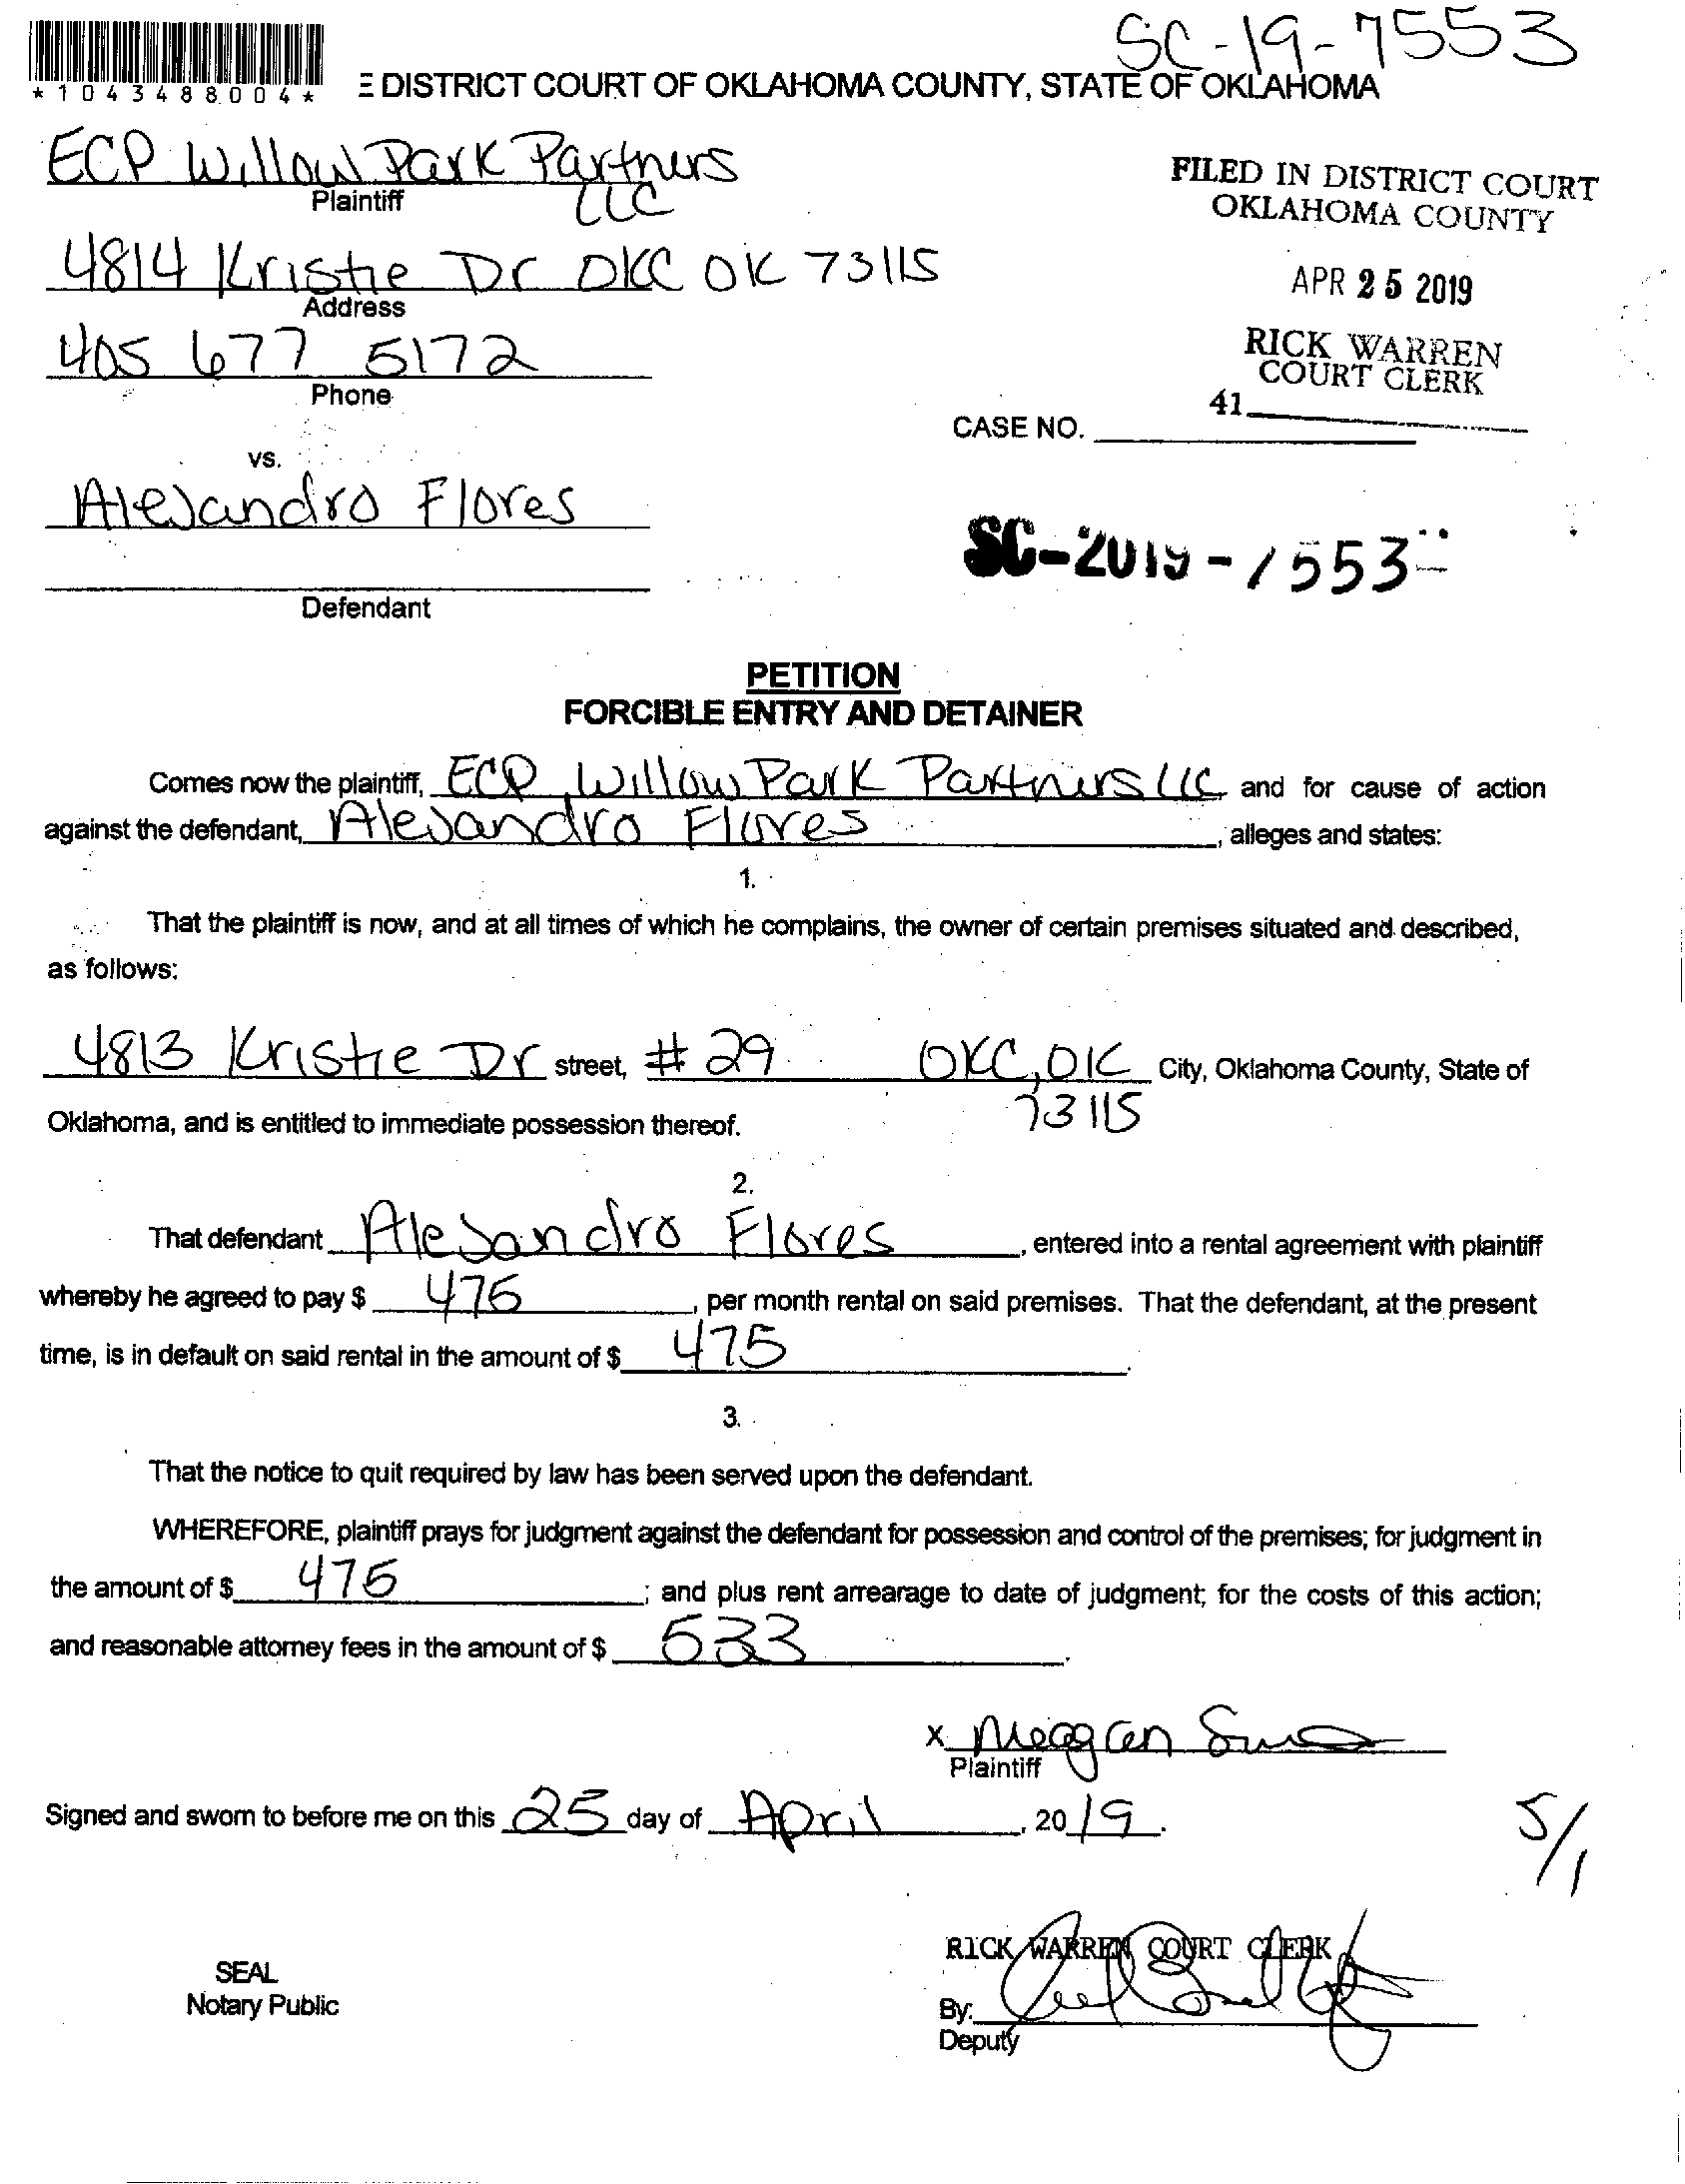 SC-19-7553
*1043488004*
E DISTRICT COURT OF OKLAHOMA COUNTY, STATE OF OKLAHOMA
ECP Willow Park Partners
LLC
Plaintiff
4814 Kristie Dr OKC OK 73115
Address
405 677 5172
Phone
FILED IN DISTRICT COURT
OKLAHOMA COUNTY
APR 25 2019
RICK WARREN
COURT CLERK
41
CASE NO.
vs.
Alejandro Flores
Defendant
SC-2019-7553
PETITION
FORCIBLE ENTRY AND DETAINER
Comes now the plaintiff, ECP Willow Park Partners LLC and for cause of action
against the defendant, Alejandro Flores, alleges and states:
1.
That the plaintiff is now, and at all times of which he complains, the owner of certain premises situated and described,
as follows:
4813 Kristie Dr street, # 29 OKC, OK City, Oklahoma County, State of
73115
Oklahoma, and is entitled to immediate possession thereof.
2.
That defendant Alejandro Flores, entered into a rental agreement with plaintiff
whereby he agreed to pay $ 475, per month rental on said premises. That the defendant, at the present
time, is in default on said rental in the amount of $ 475.
3.
That the notice to quit required by law has been served upon the defendant.
WHEREFORE, plaintiff prays for judgment against the defendant for possession and control of the premises; for judgment in
the amount of $ 475; and plus rent arrearage to date of judgment; for the costs of this action;
and reasonable attorney fees in the amount of $ 533.
x Meaggan
Plaintiff
Signed and sworn to before me on this 25 day of April, 2019.
5/1
RICK WARREN COURT CLERK
SEAL
Notary Public
By:
Deputy